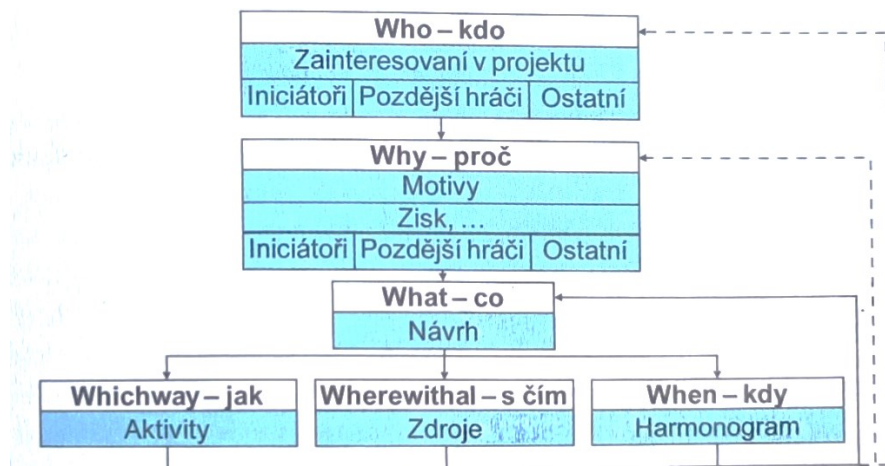 Who – kdo
Zainteresovaní v projektu
Iniciátoři Pozdější hráči Ostatní
Why – proč
Motivy
Zisk, ...
Iniciátoři Pozdější hráči Ostatní
What – co
Návrh
Whichway – jak Wherewithal – s čím When – kdy
Aktivity Zdroje Harmonogram